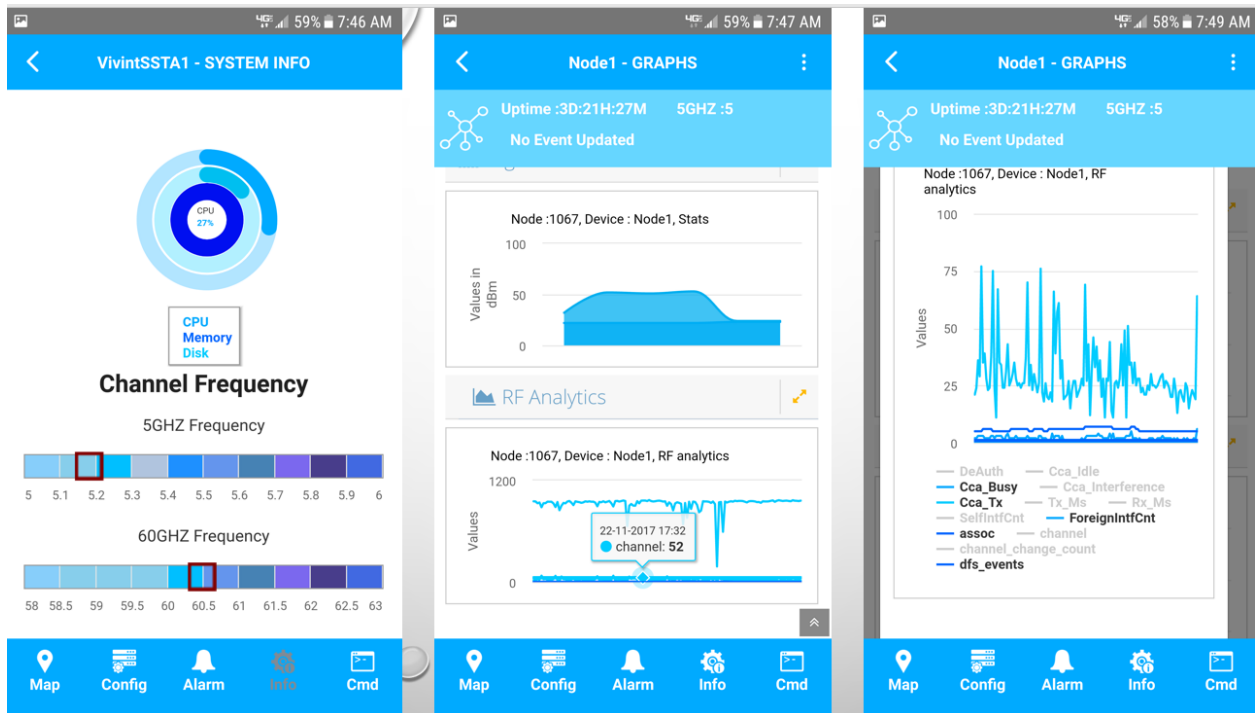 59% 7:46 AM
VivintSSTA1 - SYSTEM INFO
CPU
27%
CPU
Memory
Disk
Channel Frequency
5GHZ Frequency
5 5.1 5.2 5.3 5.4 5.5 5.6 5.7 5.8 5.9 6
60GHZ Frequency
58 58.5 59 59.5 60 60.5 61 61.5 62 62.5 63
Map Config Alarm Info Cmd
4G 59% 7:47 AM
Node1 - GRAPHS
Uptime :3D:21H:27M 5GHZ :5
No Event Updated
Node :1067, Device : Node1, Stats
100
Values in
dBm
50
0
RF Analytics
Node :1067, Device : Node1, RF analytics
1200
Values
22-11-2017 17:32
channel: 52
0
Map Config Alarm Info Cmd
4G 58% 7:49 AM
Node1 - GRAPHS
Uptime :3D:21H:27M 5GHZ :5
No Event Updated
Node :1067, Device : Node1, RF
analytics
100
75
Values
50
25
0
DeAuth Cca_Idle
Cca_Busy Cca_Interference
Cca_Tx Tx_Ms Rx_Ms
SelfIntfCnt ForeignIntfCnt
assoc channel
channel_change_count
dfs_events
Map Config Alarm Info Cmd